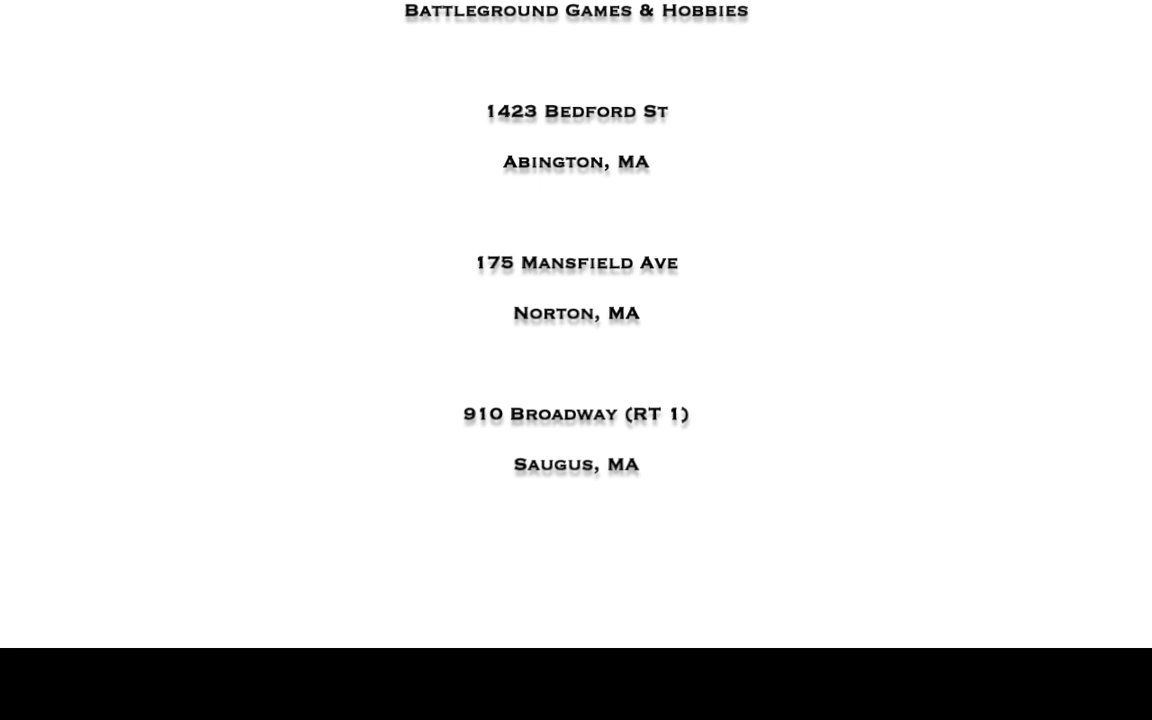 Battleground Games & Hobbies
1423 Bedford St
Abington, MA
175 Mansfield Ave
Norton, MA
910 Broadway (RT 1)
Saugus, MA